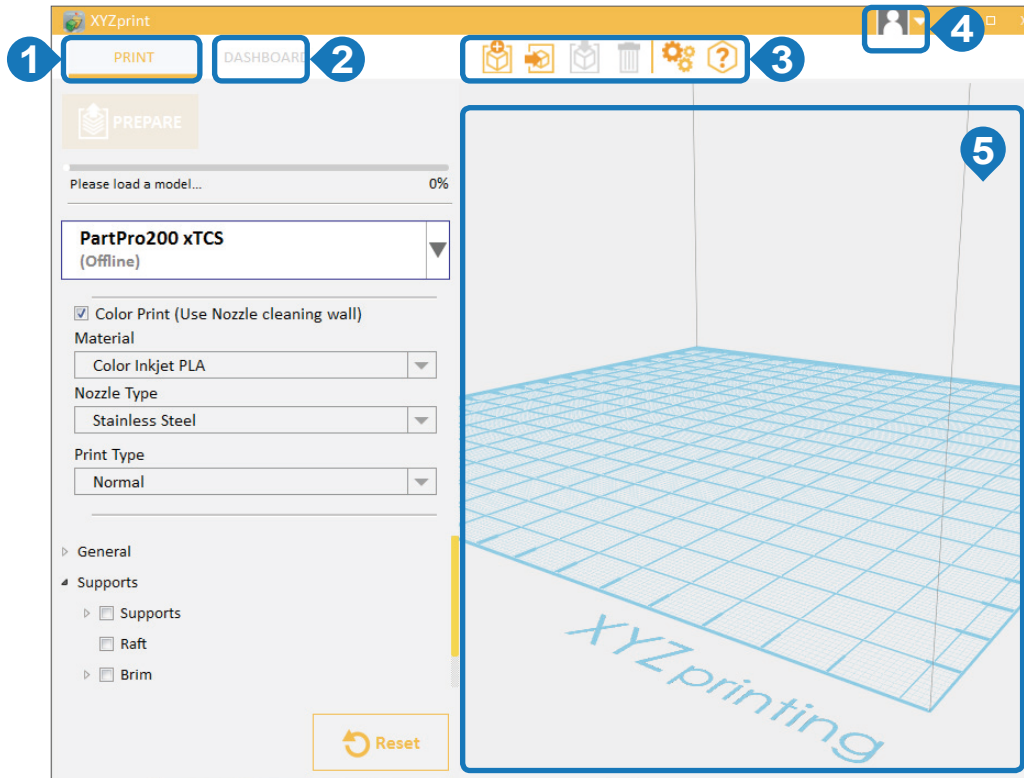 XYZprint
4
1
PRINT
DASHBOARD
2
?
3
PREPARE
5
Please load a model...
0%
PartPro200 xTCS
(Offline)
Color Print (Use Nozzle cleaning wall)
Material
Color Inkjet PLA
Nozzle Type
Stainless Steel
Print Type
Normal
General
Supports
Supports
Raft
Brim
XYZprinting
Reset